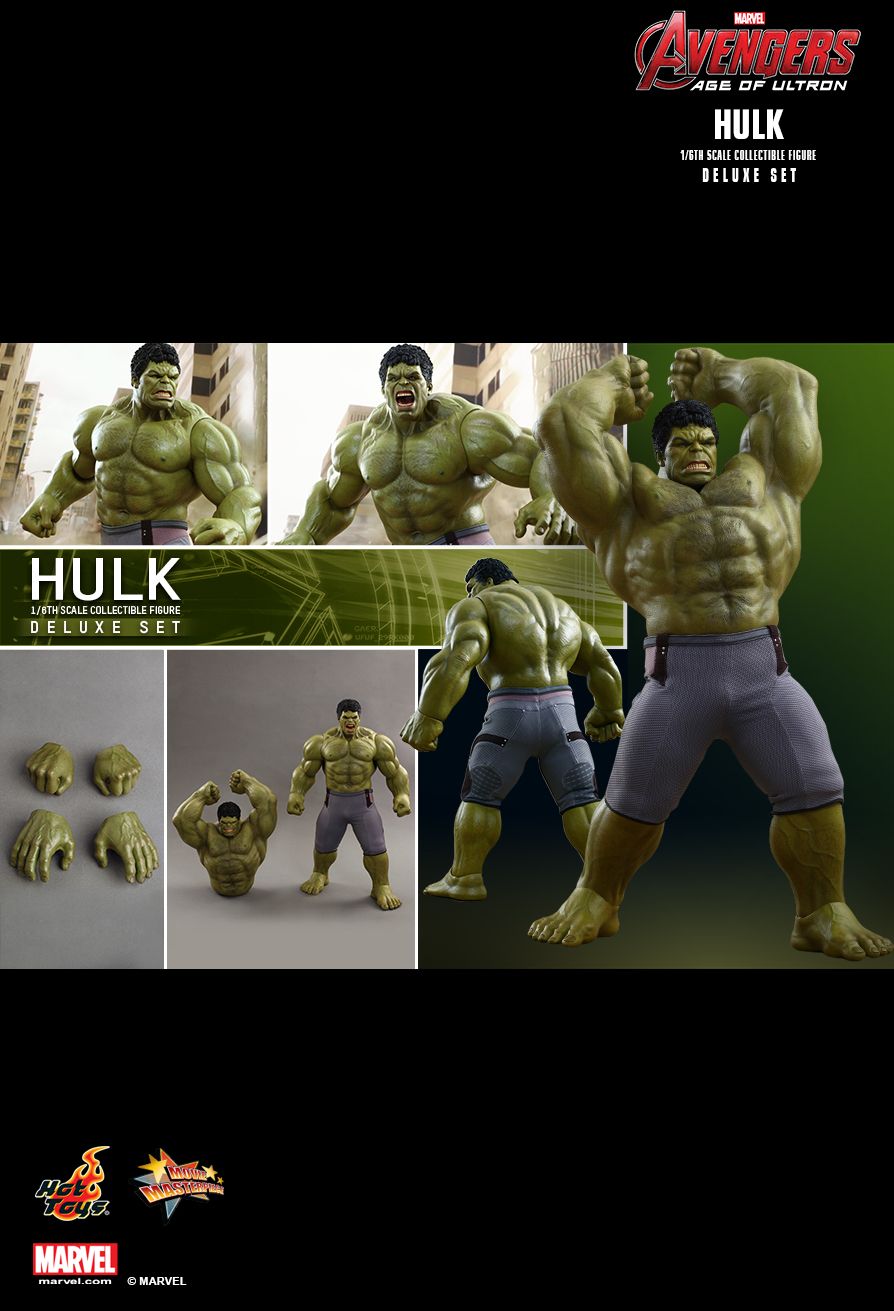 MARVEL
AVENGERS
AGE OF ULTRON
HULK
1/6TH SCALE COLLECTIBLE FIGURE
DELUXE SET
HULK
1/6TH SCALE COLLECTIBLE FIGURE
DELUXE SET
Hot Toys
MOVIE MASTERPIECE
MARVEL
marvel.com
© MARVEL